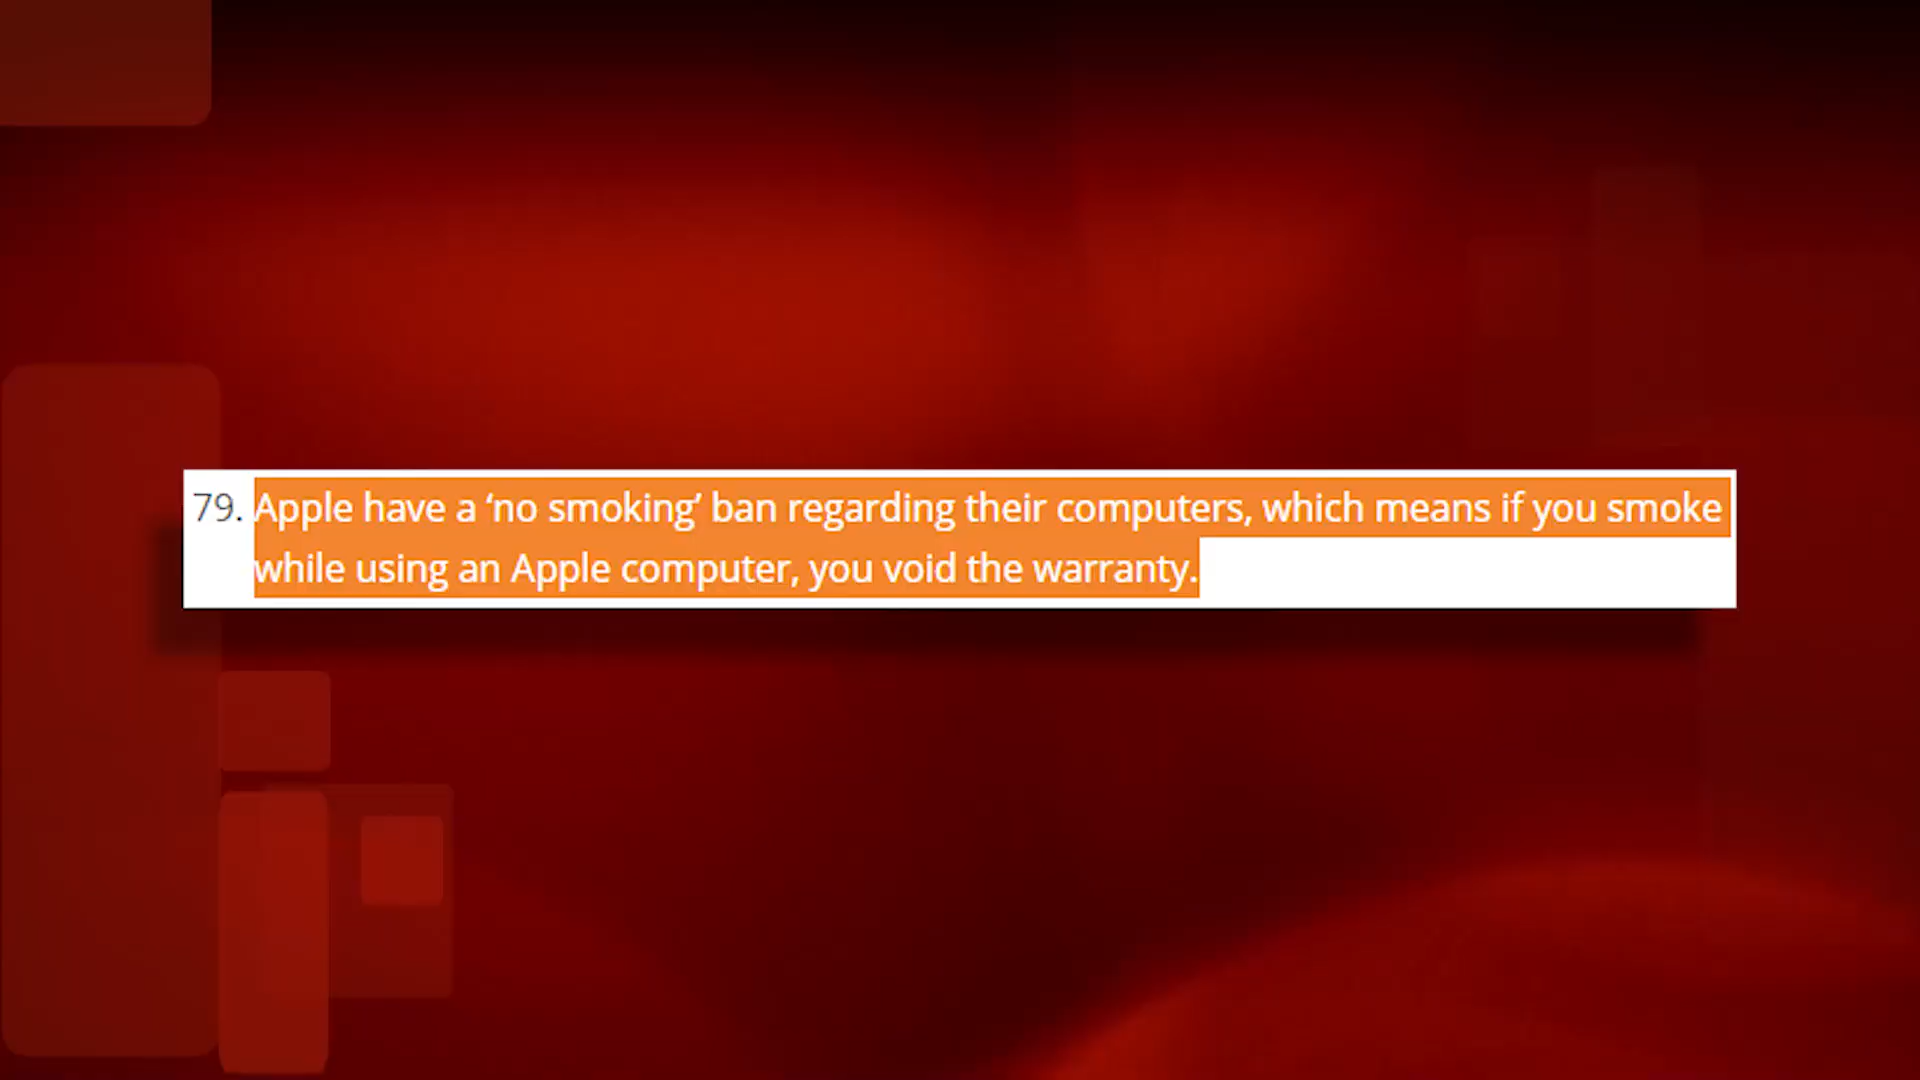 79. Apple have a ‘no smoking’ ban regarding their computers, which means if you smoke
while using an Apple computer, you void the warranty.